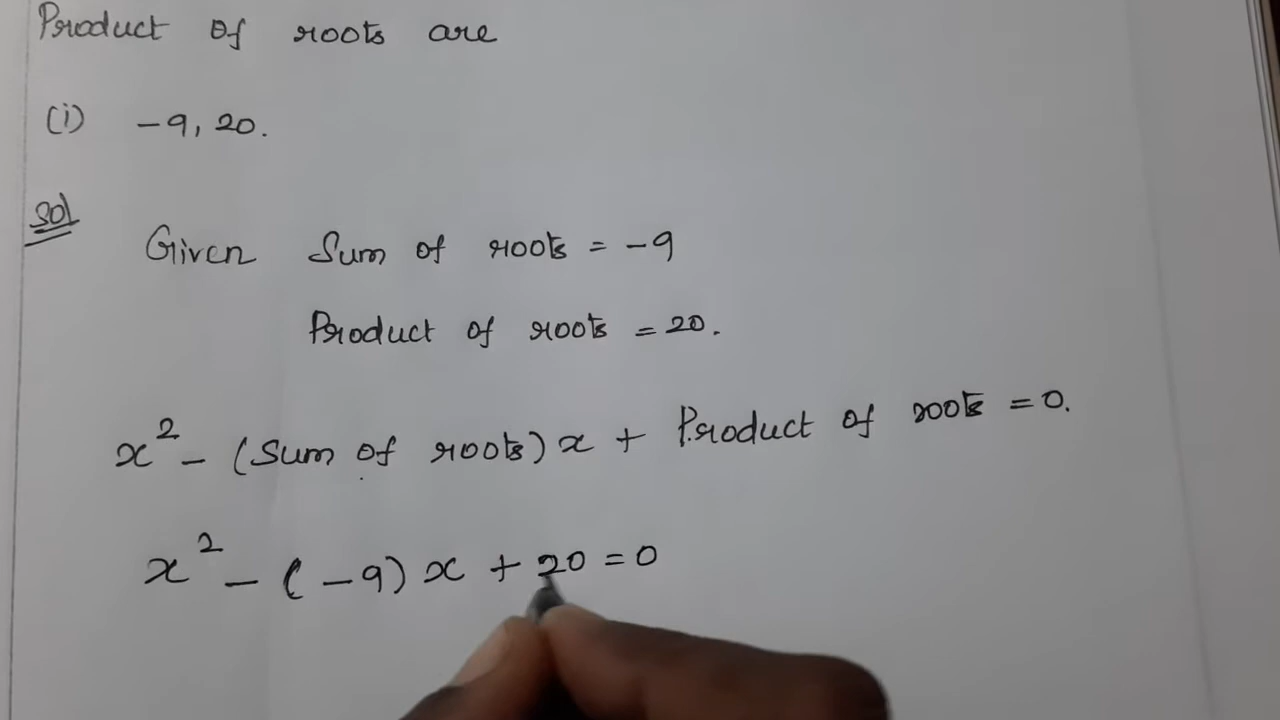 Product of roots are
(i) -9, 20.
Sol
Given Sum of roots = -9
Product of roots = 20.
x² - (Sum of roots) x + Product of roots = 0.
x² - (-9) x + 20 = 0